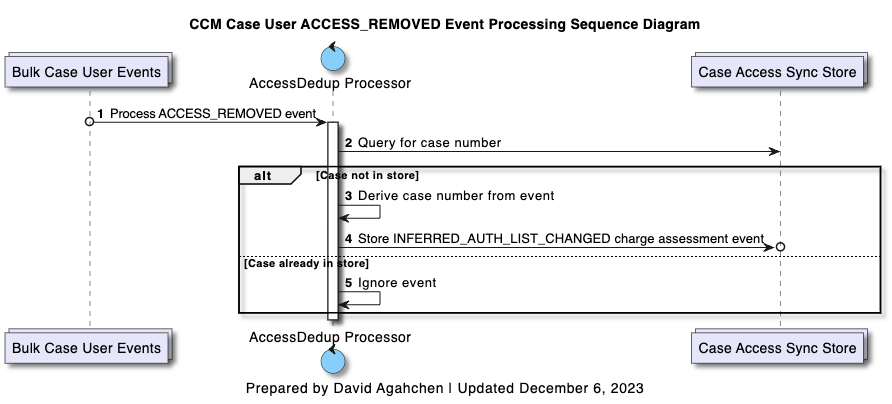 CCM Case User ACCESS_REMOVED Event Processing Sequence Diagram
Bulk Case User Events
AccessDedup Processor
Case Access Sync Store
1 Process ACCESS_REMOVED event
2 Query for case number
alt [Case not in store]
3 Derive case number from event
4 Store INFERRED_AUTH_LIST_CHANGED charge assessment event
[Case already in store]
5 Ignore event
Bulk Case User Events
AccessDedup Processor
Case Access Sync Store
Prepared by David Agahchen | Updated December 6, 2023